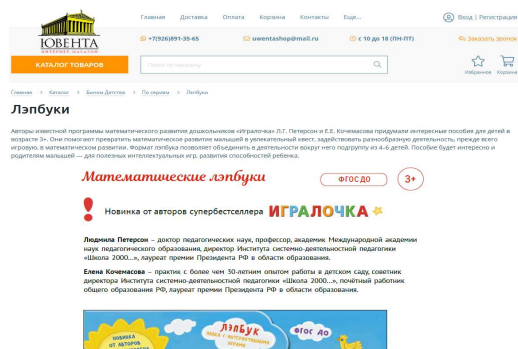 Главная Доставка Оплата Корзина Контакты Еще...
Вход | Регистрация
ЮВЕНТА
ИНТЕРНЕТ МАГАЗИН
+7(926)891-35-65 uwentashop@mail.ru с 10 до 18 (ПН-ПТ) Заказать звонок
КАТАЛОГ ТОВАРОВ
Поиск по магазину
Избранное Корзина
Главная Каталог Бинни Детства По сериям Лэпбуки
Лэпбуки
Авторы известной программы математического развития дошкольников «Игралочка» Л.Г. Петерсон и Е.Е. Кочемасова придумали интересные пособие для детей в
возрасте 3+. Они помогают превратить математическое развитие малышей в увлекательный квест, задействовать разнообразную деятельность, прежде всего
игровую, в математическом развитии. Формат лэпбука позволяет объединить в деятельности вокруг него подгруппу из 4–6 детей. Пособие будет интересно и
родителям малышей — для полезных интеллектуальных игр, развития способностей ребенка.
Математические лэпбуки
ФГОС ДО
3+
Новинка от авторов супербестселлера ИГРАЛОЧКА
Людмила Петерсон – доктор педагогических наук, профессор, академик Международной академии
наук педагогического образования, директор Института системно-деятельностной педагогики
«Школа 2000...», лауреат премии Президента РФ в области образования.
Елена Кочемасова – практик с более чем 30-летним опытом работы в детском саду, советник
директора Института системно-деятельностной педагогики «Школа 2000...», почётный работник
общего образования РФ, лауреат премии Президента РФ в области образования.
НОВИНКА
ОТ АВТОРОВ
ЛЭПБУК
ФГОС ДО